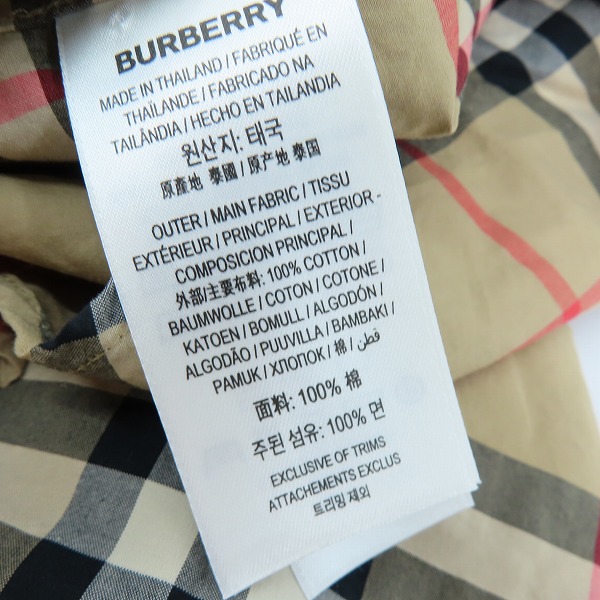 BURBERRY
MADE IN THAILAND / FABRIQUÉ EN
THAÏLANDE / FABRICADO NA
TAILÂNDIA / HECHO EN TAILANDIA
원산지: 태국
原産地 泰國 / 原产地 泰国
OUTER / MAIN FABRIC / TISSU
EXTÉRIEUR / PRINCIPAL / EXTERIOR -
COMPOSICION PRINCIPAL /
外部/主要布料: 100% COTTON /
BAUMWOLLE / COTON / COTONE /
KATOEN / BOMULL / ALGODÓN /
ALGODÃO / PUUVILLA / BAMBAKI /
PAMUK / ХЛОПОК / 棉 / قطن
面料: 100% 棉
주된 섬유: 100% 면
EXCLUSIVE OF TRIMS
ATTACHEMENTS EXCLUS
트리밍 제외